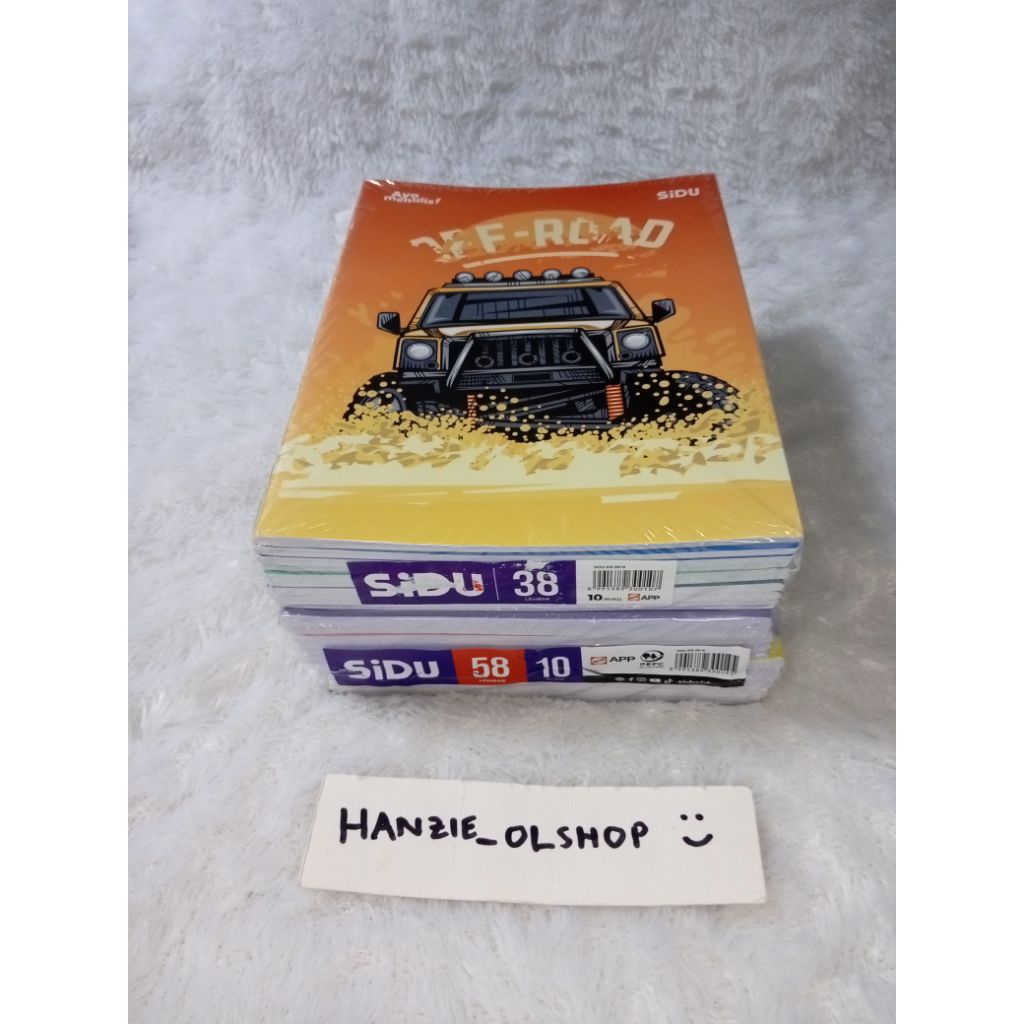 Ayo
menulis!
SiDU
OFF-ROAD
SiDU 38
LEMBAR
10 APP
SiDU 58 10
LEMBAR
APP PEFC
HANZIE_OLSHOP